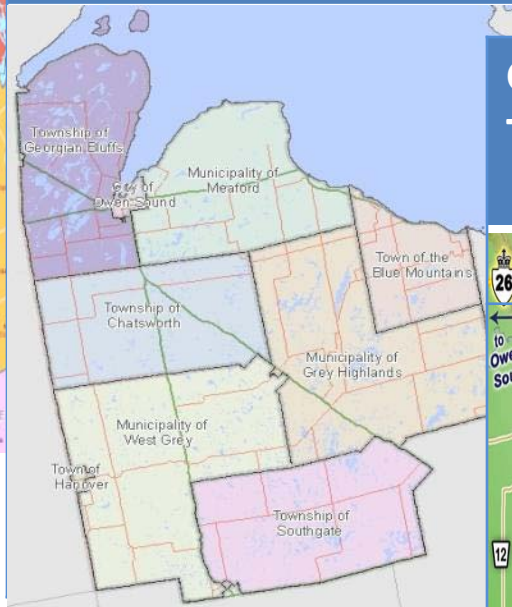 Township of
Georgian Bluffs
City of
Owen Sound
Municipality of
Meaford
Town of the
Blue Mountains
Township of
Chatsworth
Municipality of
Grey Highlands
Municipality of
West Grey
Town of
Hanover
Township of
Southgate
26
to
12